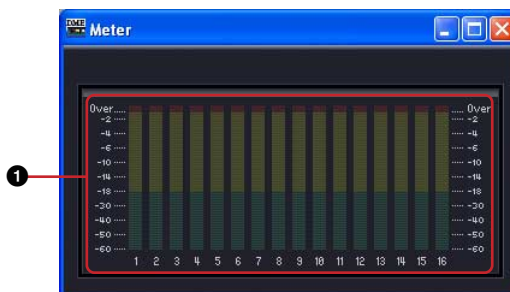 DME Meter
Over..... ..... Over
-2 ..... ..... -2
-4 ..... ..... -4
-6 ..... ..... -6
-10 ..... ..... -10
-14 ..... ..... -14
-18 ..... ..... -18
-30 ..... ..... -30
-40 ..... ..... -40
-50 ..... ..... -50
-60 ..... ..... -60
1 2 3 4 5 6 7 8 9 10 11 12 13 14 15 16
1